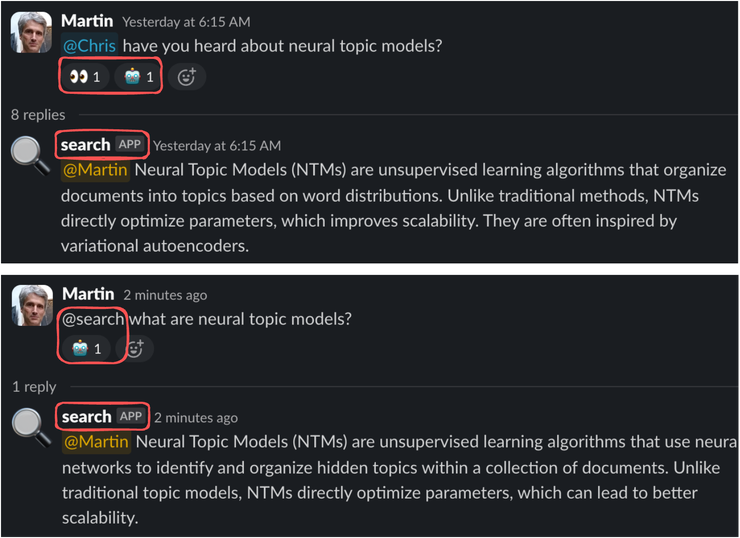 Martin Yesterday at 6:15 AM
@Chris have you heard about neural topic models?
1 1
8 replies
search APP Yesterday at 6:15 AM
@Martin Neural Topic Models (NTMs) are unsupervised learning algorithms that organize
documents into topics based on word distributions. Unlike traditional methods, NTMs
directly optimize parameters, which improves scalability. They are often inspired by
variational autoencoders.
Martin 2 minutes ago
@search what are neural topic models?
1
1 reply
search APP 2 minutes ago
@Martin Neural Topic Models (NTMs) are unsupervised learning algorithms that use neura
networks to identify and organize hidden topics within a collection of documents. Unlike
traditional topic models, NTMs directly optimize parameters, which can lead to better
scalability.